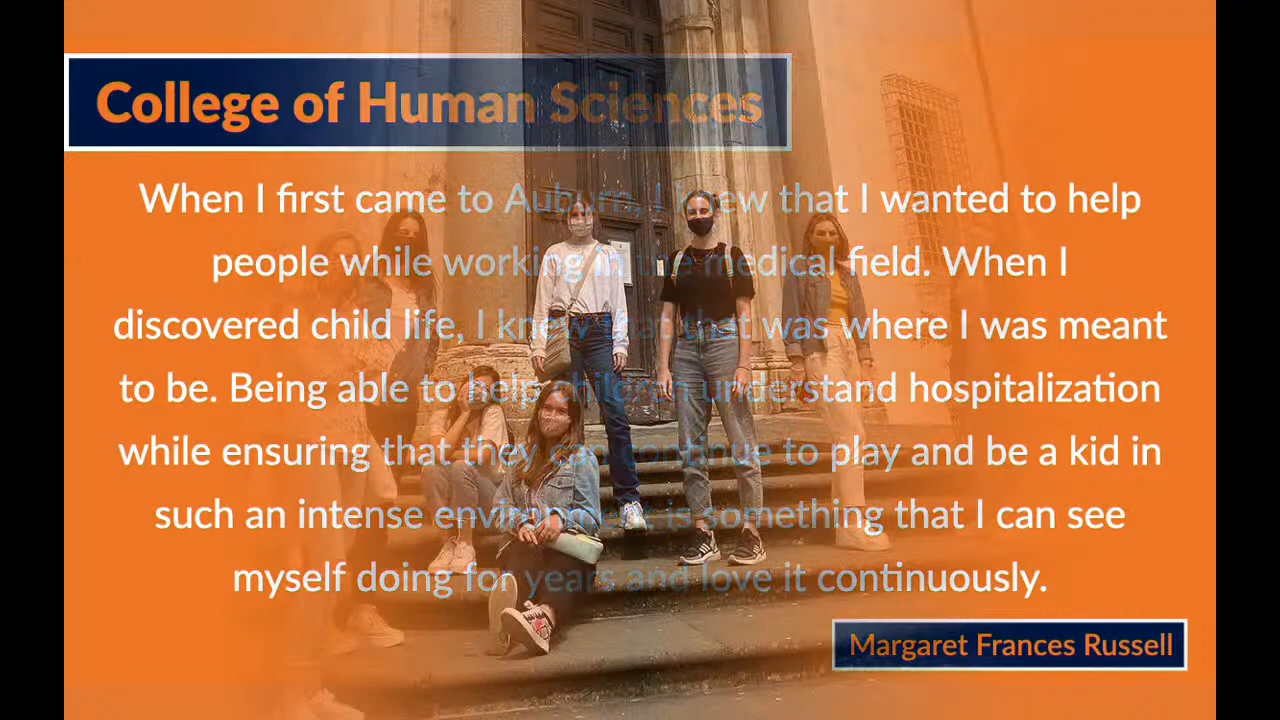 College of Human Sciences
When I first came to Auburn, I knew that I wanted to help
people while working in the medical field. When I
discovered child life, I knew that that was where I was meant
to be. Being able to help children understand hospitalization
while ensuring that they can continue to play and be a kid in
such an intense environment is something that I can see
myself doing for years and love it continuously.
Margaret Frances Russell